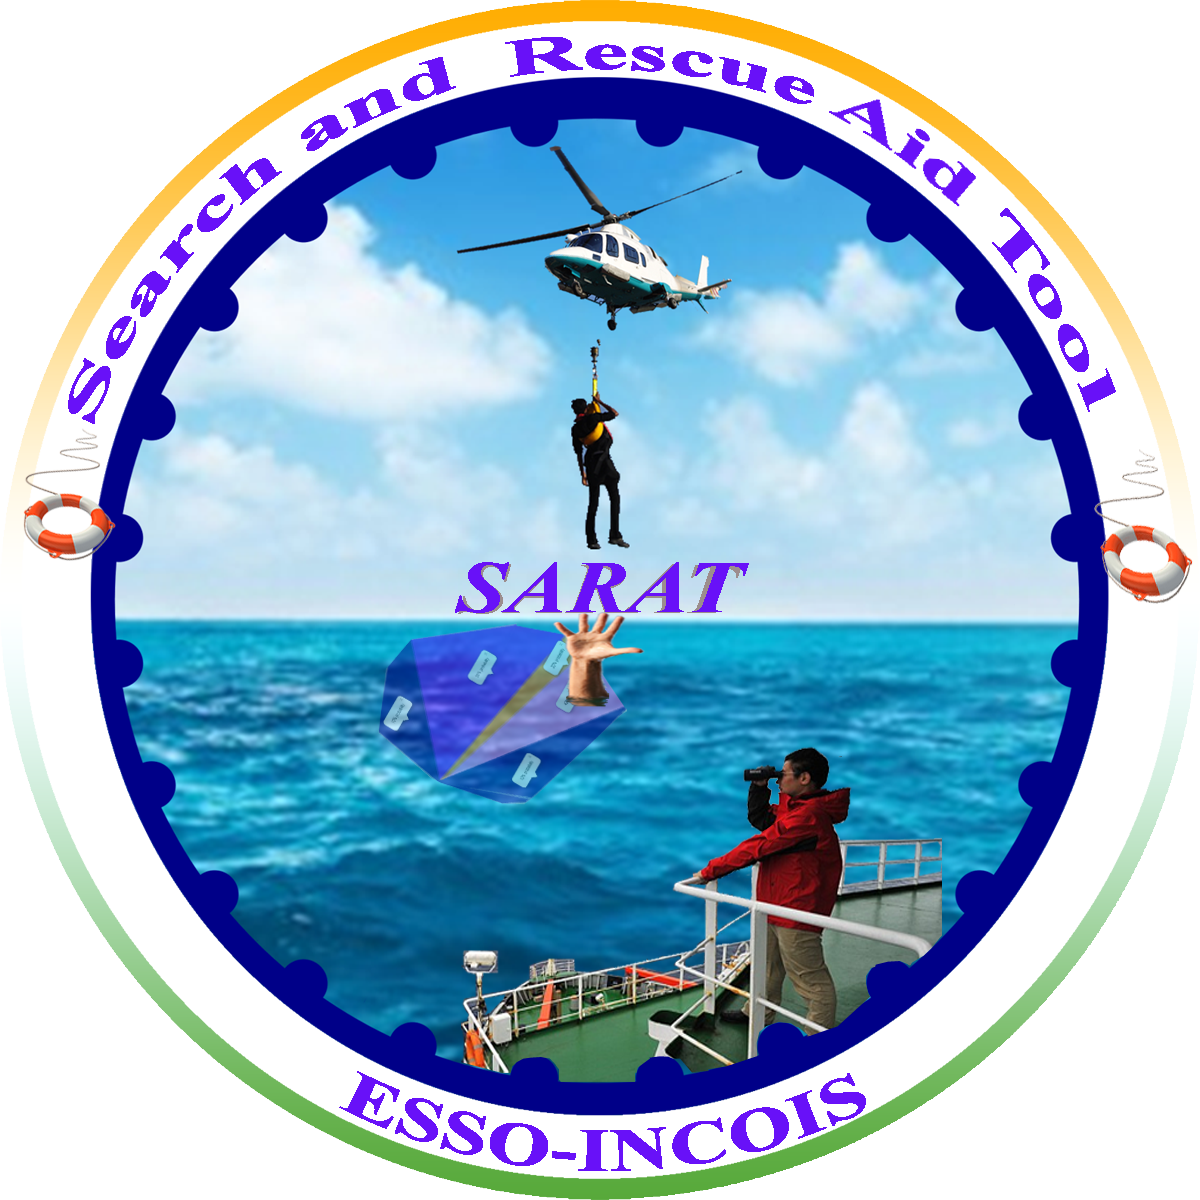 Search and Rescue Aid Tool
SARAT
ESSO-INCOIS